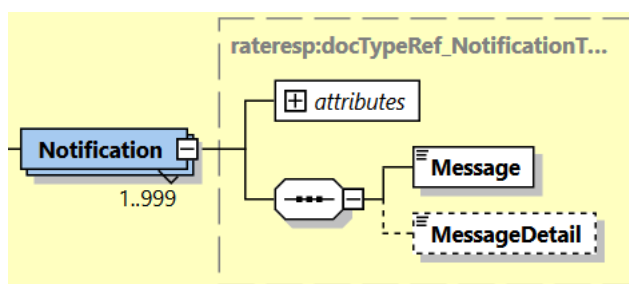 rateresp:docTypeRef_NotificationT...
attributes
Notification
1..999
Message
MessageDetail